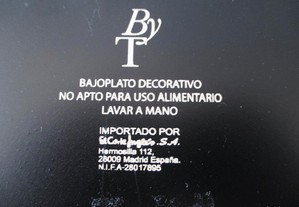 By
T
BAJOPLATO DECORATIVO
NO APTO PARA USO ALIMENTARIO
LAVAR A MANO
IMPORTADO POR
El Corte Inglés .S.A.
Hermosilla 112,
28009 Madrid España.
N.I.F.A-28017895